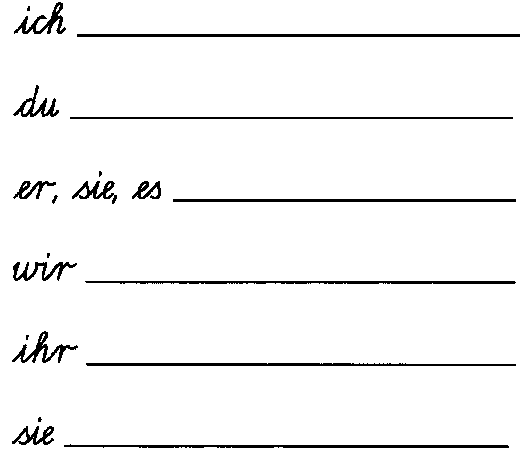 ich
du
er, sie, es
wir
ihr
sie